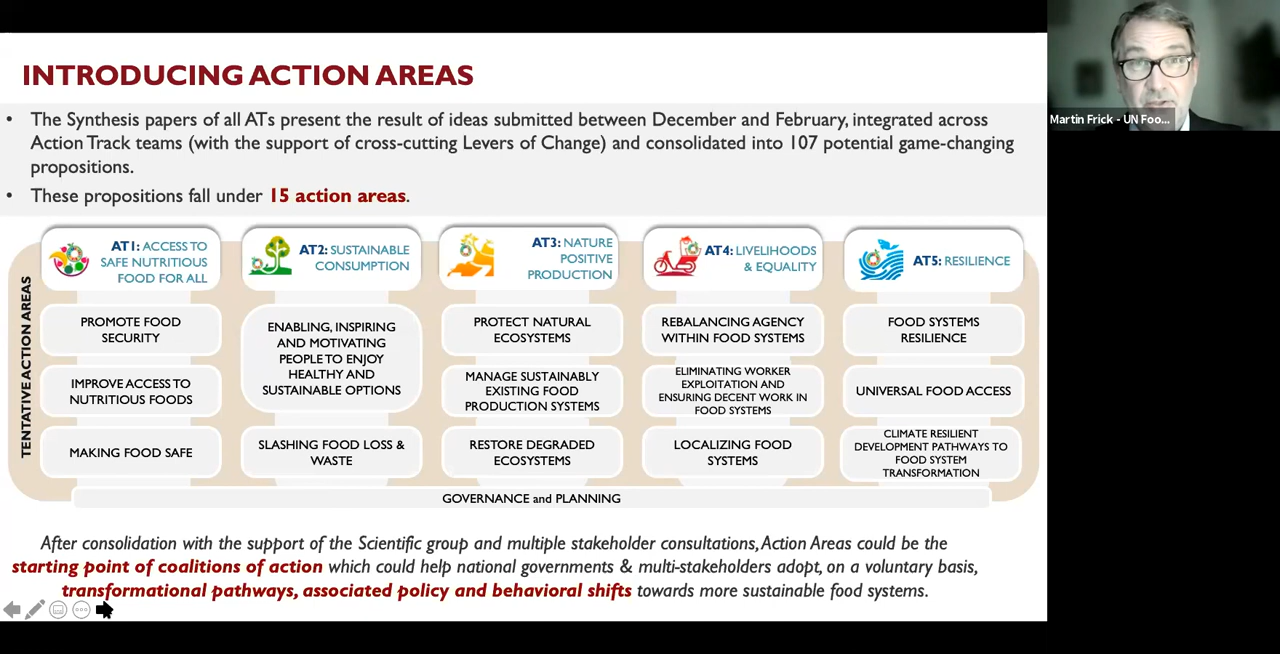 INTRODUCING ACTION AREAS
• The Synthesis papers of all ATs present the result of ideas submitted between December and February, integrated across
Action Track teams (with the support of cross-cutting Levers of Change) and consolidated into 107 potential game-changing
propositions.
• These propositions fall under 15 action areas.
TENTATIVE ACTION AREAS
AT1: ACCESS TO
SAFE NUTRITIOUS
FOOD FOR ALL
PROMOTE FOOD
SECURITY
IMPROVE ACCESS TO
NUTRITIOUS FOODS
MAKING FOOD SAFE
AT2: SUSTAINABLE
CONSUMPTION
ENABLING, INSPIRING
AND MOTIVATING
PEOPLE TO ENJOY
HEALTHY AND
SUSTAINABLE OPTIONS
SLASHING FOOD LOSS &
WASTE
AT3: NATURE
POSITIVE
PRODUCTION
PROTECT NATURAL
ECOSYSTEMS
MANAGE SUSTAINABLY
EXISTING FOOD
PRODUCTION SYSTEMS
RESTORE DEGRADED
ECOSYSTEMS
AT4: LIVELIHOODS
& EQUALITY
REBALANCING AGENCY
WITHIN FOOD SYSTEMS
ELIMINATING WORKER
EXPLOITATION AND
ENSURING DECENT WORK IN
FOOD SYSTEMS
LOCALIZING FOOD
SYSTEMS
AT5: RESILIENCE
FOOD SYSTEMS
RESILIENCE
UNIVERSAL FOOD ACCESS
CLIMATE RESILIENT
DEVELOPMENT PATHWAYS TO
FOOD SYSTEM
TRANSFORMATION
GOVERNANCE and PLANNING
After consolidation with the support of the Scientific group and multiple stakeholder consultations, Action Areas could be the
starting point of coalitions of action which could help national governments & multi-stakeholders adopt, on a voluntary basis,
transformational pathways, associated policy and behavioral shifts towards more sustainable food systems.
Martin Frick - UN Foo...